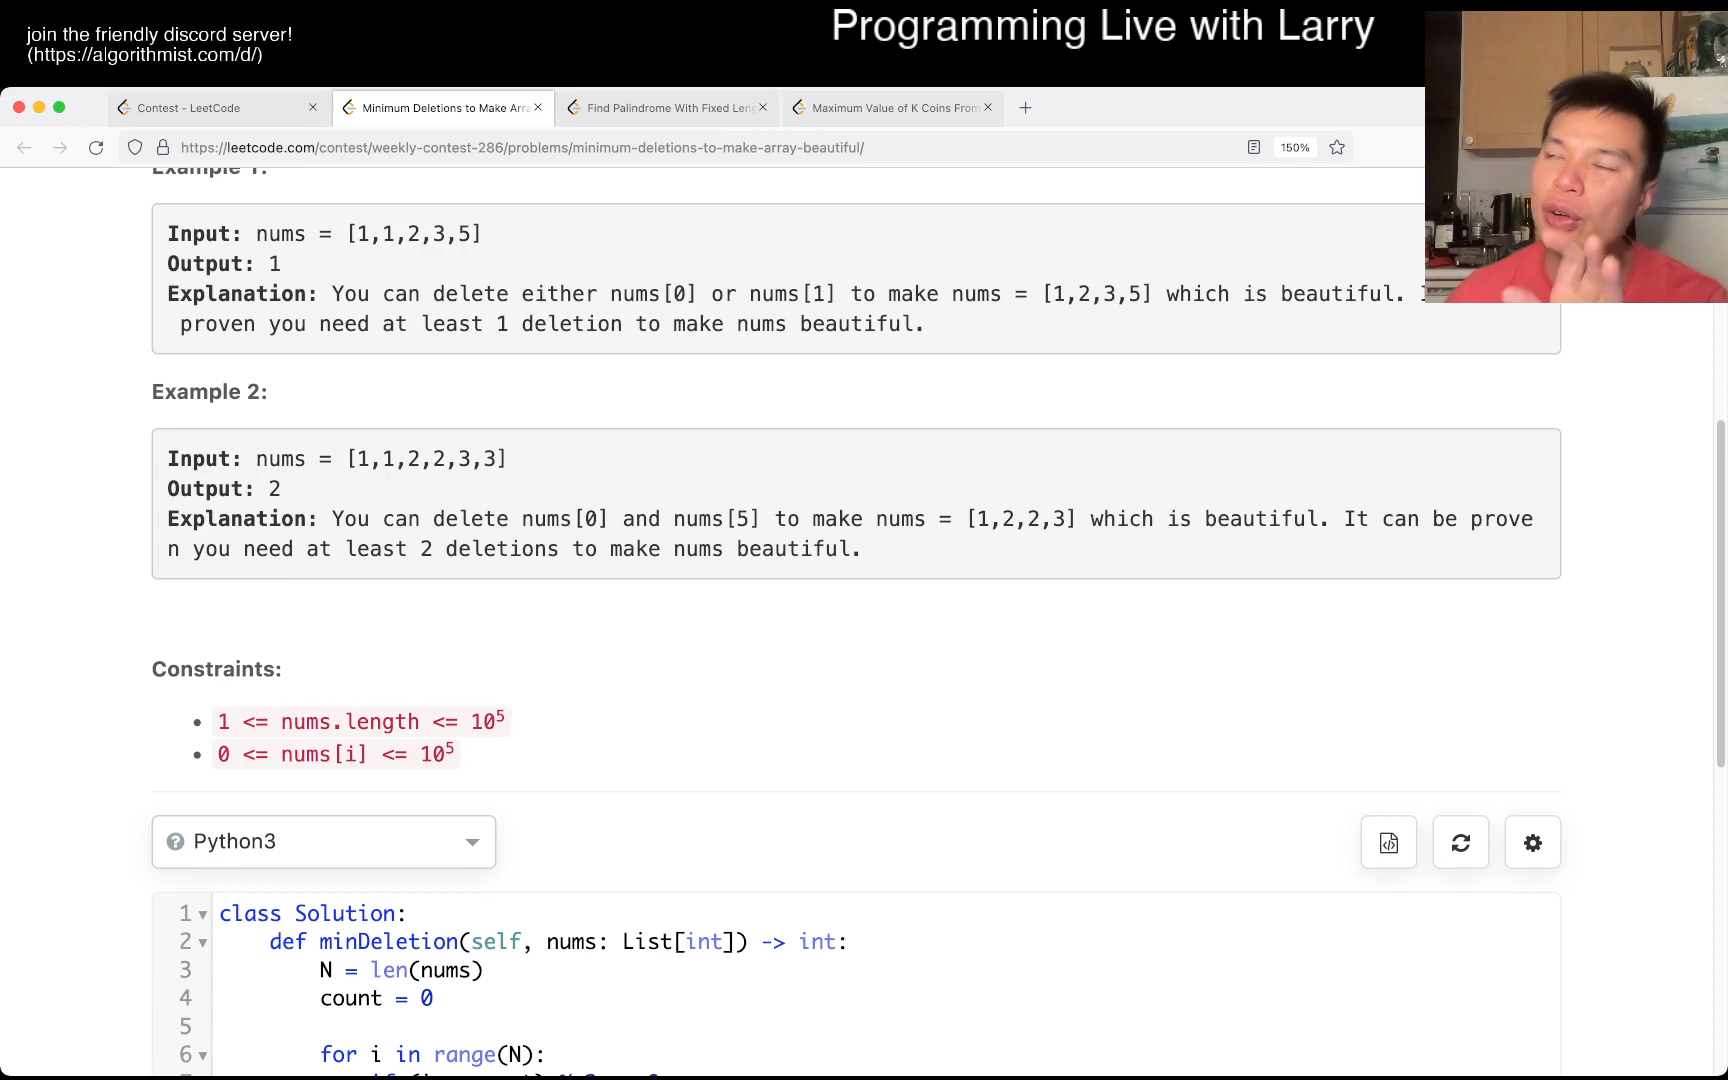 join the friendly discord server!
(https://algorithmist.com/d/)
Programming Live with Larry
Contest - LeetCode
Minimum Deletions to Make Arra
Find Palindrome With Fixed Leng
Maximum Value of K Coins From
https://leetcode.com/contest/weekly-contest-286/problems/minimum-deletions-to-make-array-beautiful/
150%
Example 1:
Input: nums = [1,1,2,3,5]
Output: 1
Explanation: You can delete either nums[0] or nums[1] to make nums = [1,2,3,5] which is beautiful.
proven you need at least 1 deletion to make nums beautiful.
Example 2:
Input: nums = [1,1,2,2,3,3]
Output: 2
Explanation: You can delete nums[0] and nums[5] to make nums = [1,2,2,3] which is beautiful. It can be prove
n you need at least 2 deletions to make nums beautiful.
Constraints:
1 <= nums.length <= 10⁵
0 <= nums[i] <= 10⁵
Python3
1 class Solution:
2 def minDeletion(self, nums: List[int]) -> int:
3 N = len(nums)
4 count = 0
5
6 for i in range(N):